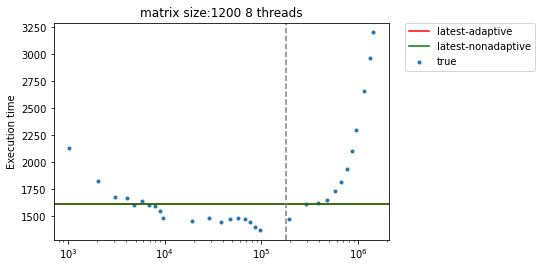 matrix size:1200 8 threads
latest-adaptive
latest-nonadaptive
true
Execution time
3250
3000
2750
2500
2250
2000
1750
1500
10³
10⁴
10⁵
10⁶